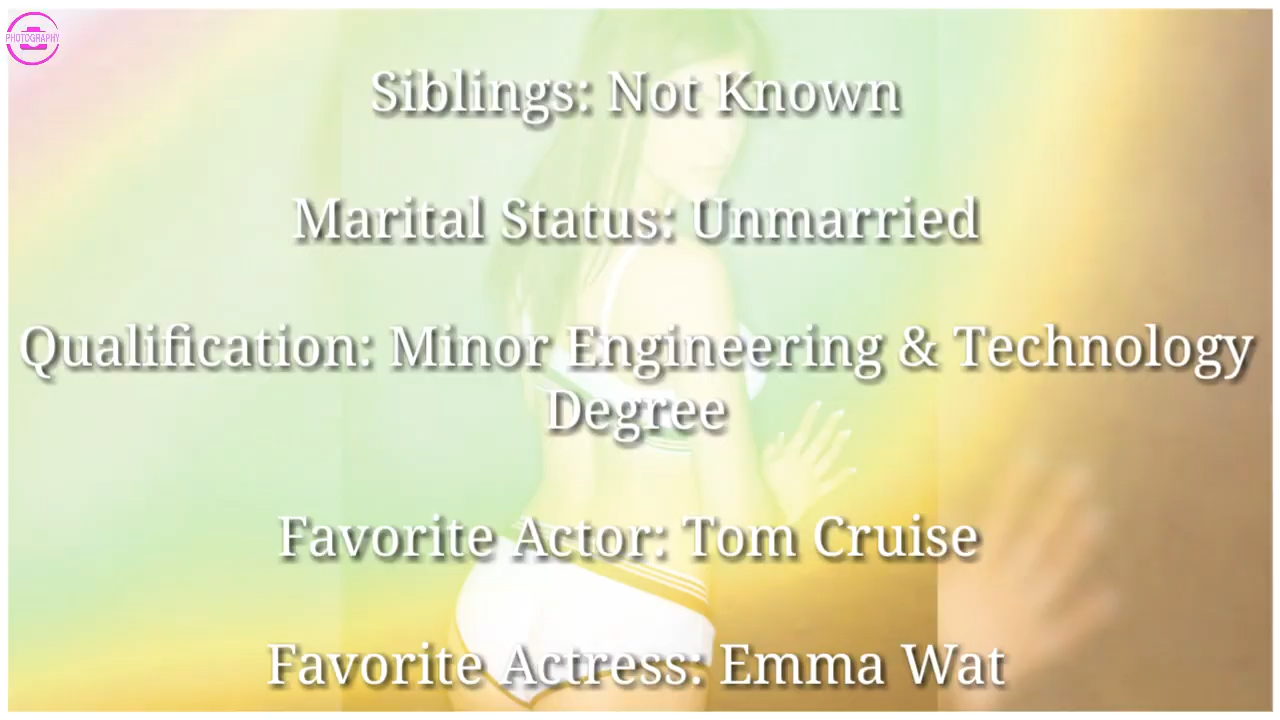 PHOTOGRAPHY
Siblings: Not Known
Marital Status: Unmarried
Qualification: Minor Engineering & Technology
Degree
Favorite Actor: Tom Cruise
Favorite Actress: Emma Wat